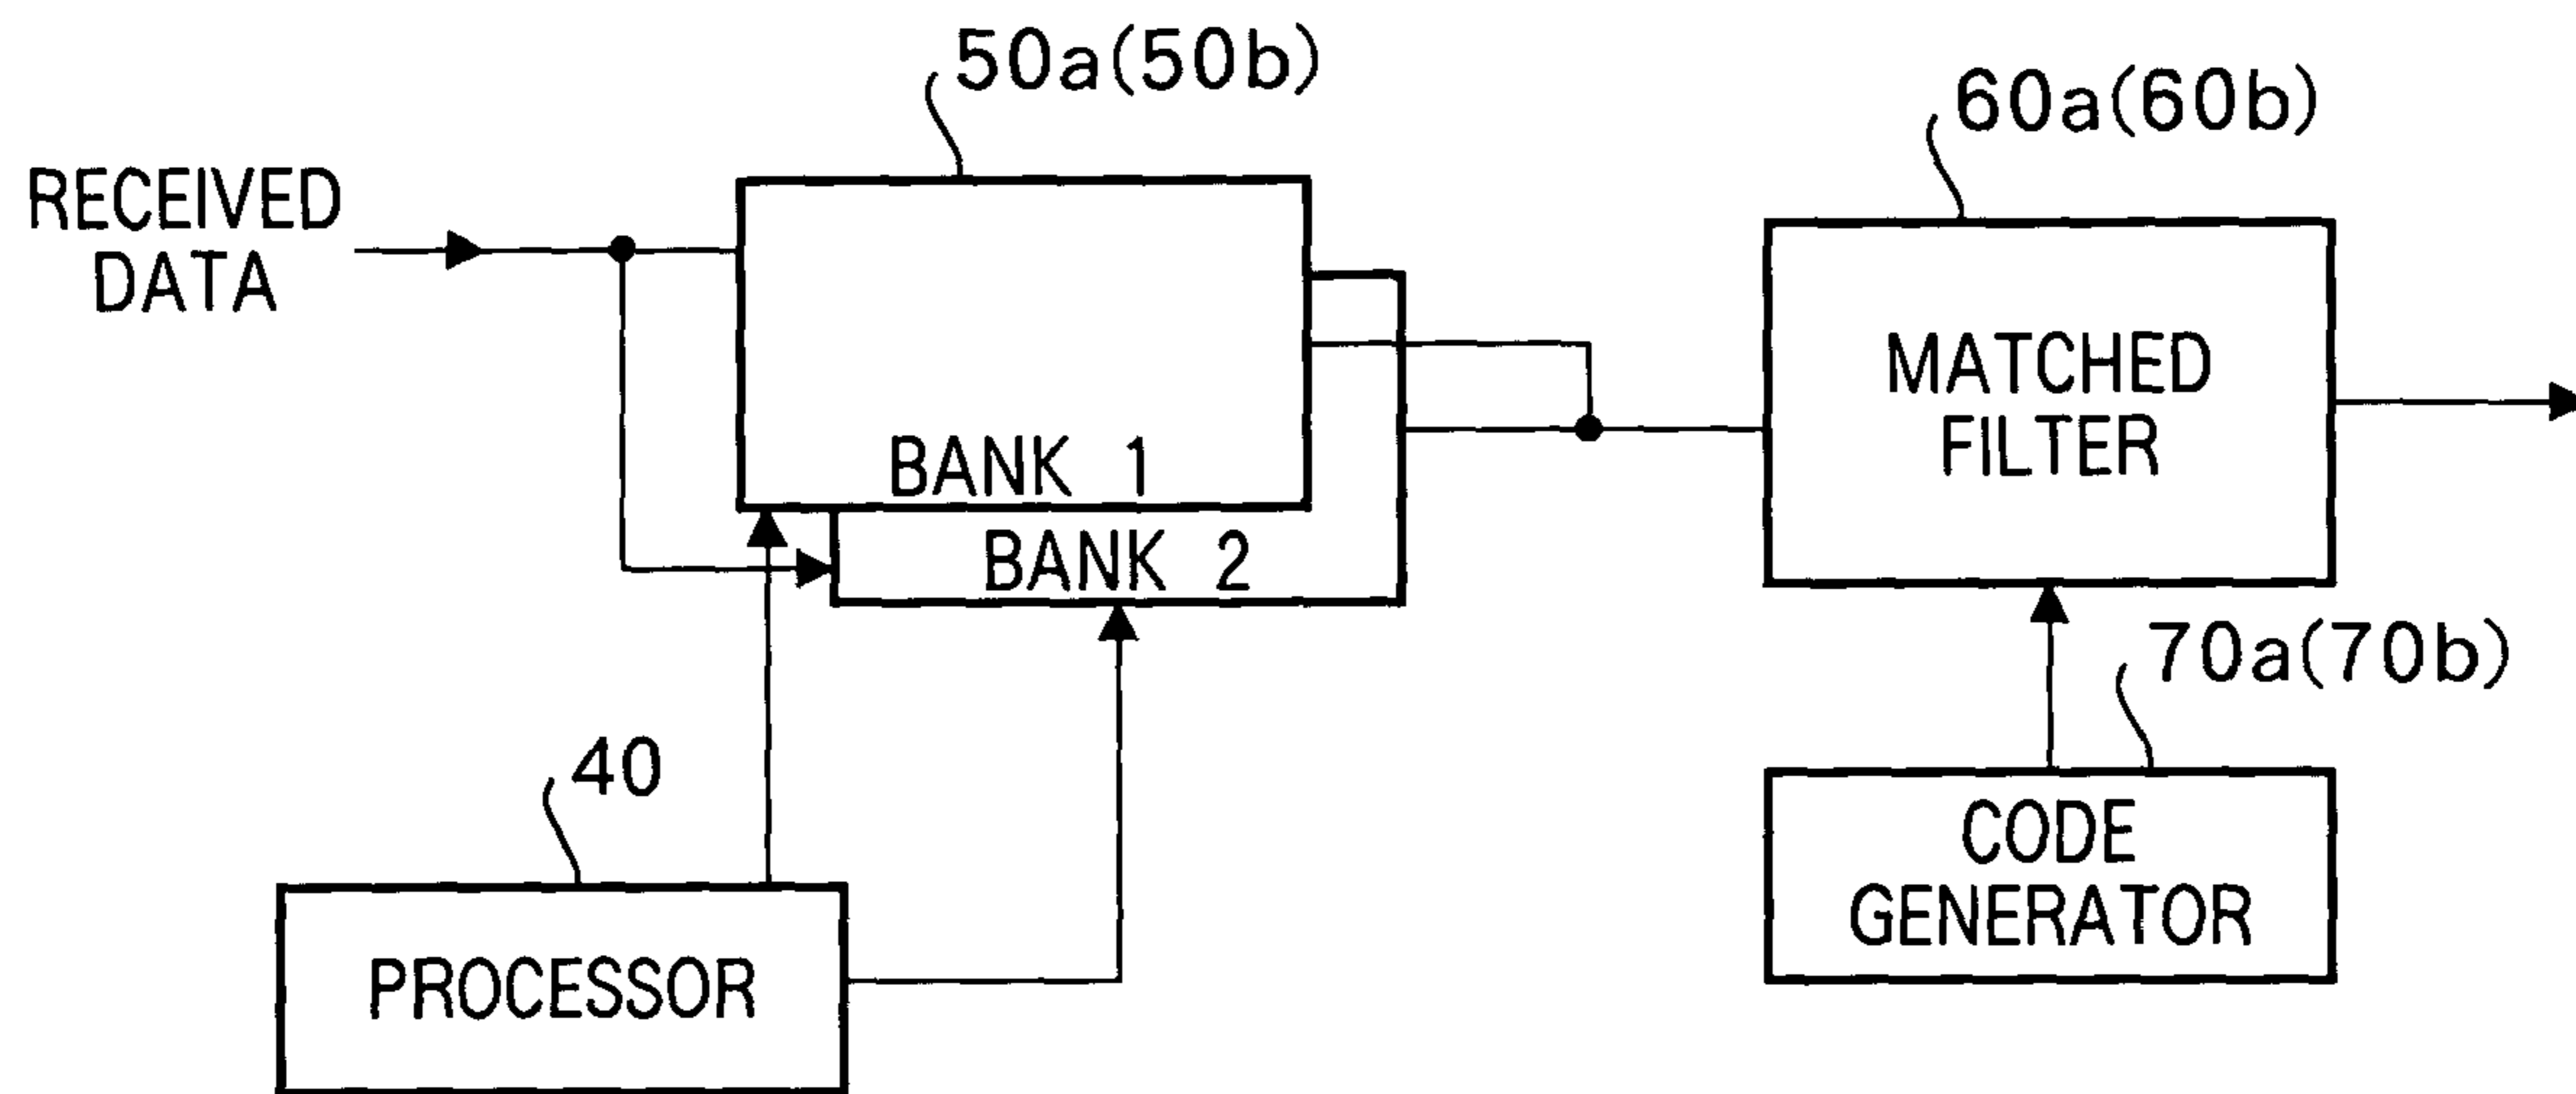 50a(50b)
60a(60b)
RECEIVED
DATA
MATCHED
FILTER
BANK 1
BANK 2
70a(70b)
40
CODE
GENERATOR
PROCESSOR